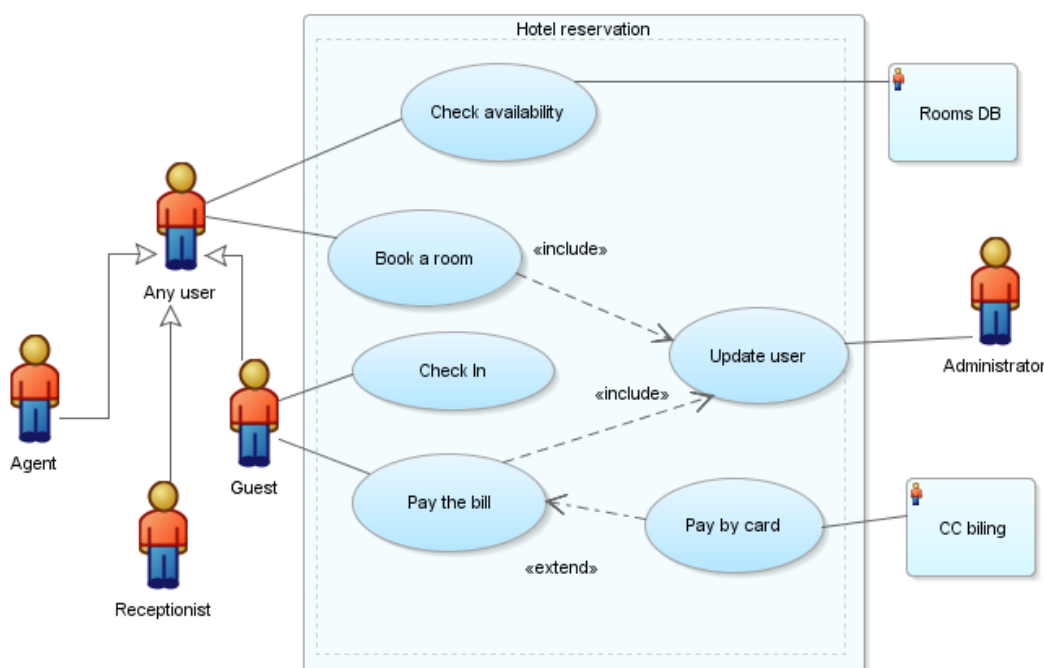 Hotel reservation
Check availability
Rooms DB
Any user
Book a room
«include»
Update user
Administrator
Check In
«include»
Agent
Guest
Pay the bill
Pay by card
CC biling
«extend»
Receptionist